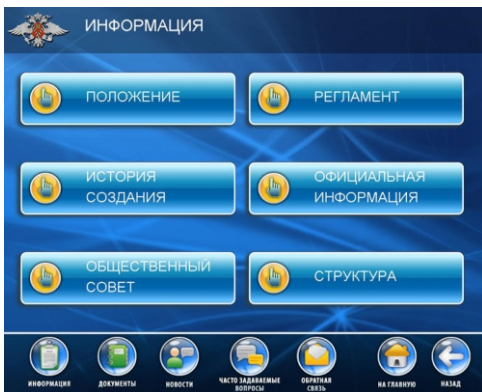 ИНФОРМАЦИЯ
ПОЛОЖЕНИЕ
РЕГЛАМЕНТ
ИСТОРИЯ
СОЗДАНИЯ
ОФИЦИАЛЬНАЯ
ИНФОРМАЦИЯ
ОБЩЕСТВЕННЫЙ
СОВЕТ
СТРУКТУРА
ИНФОРМАЦИЯ
ДОКУМЕНТЫ
НОВОСТИ
ЧАСТО ЗАДАВАЕМЫЕ
ВОПРОСЫ
ОБРАТНАЯ
СВЯЗЬ
НА ГЛАВНУЮ
НАЗАД